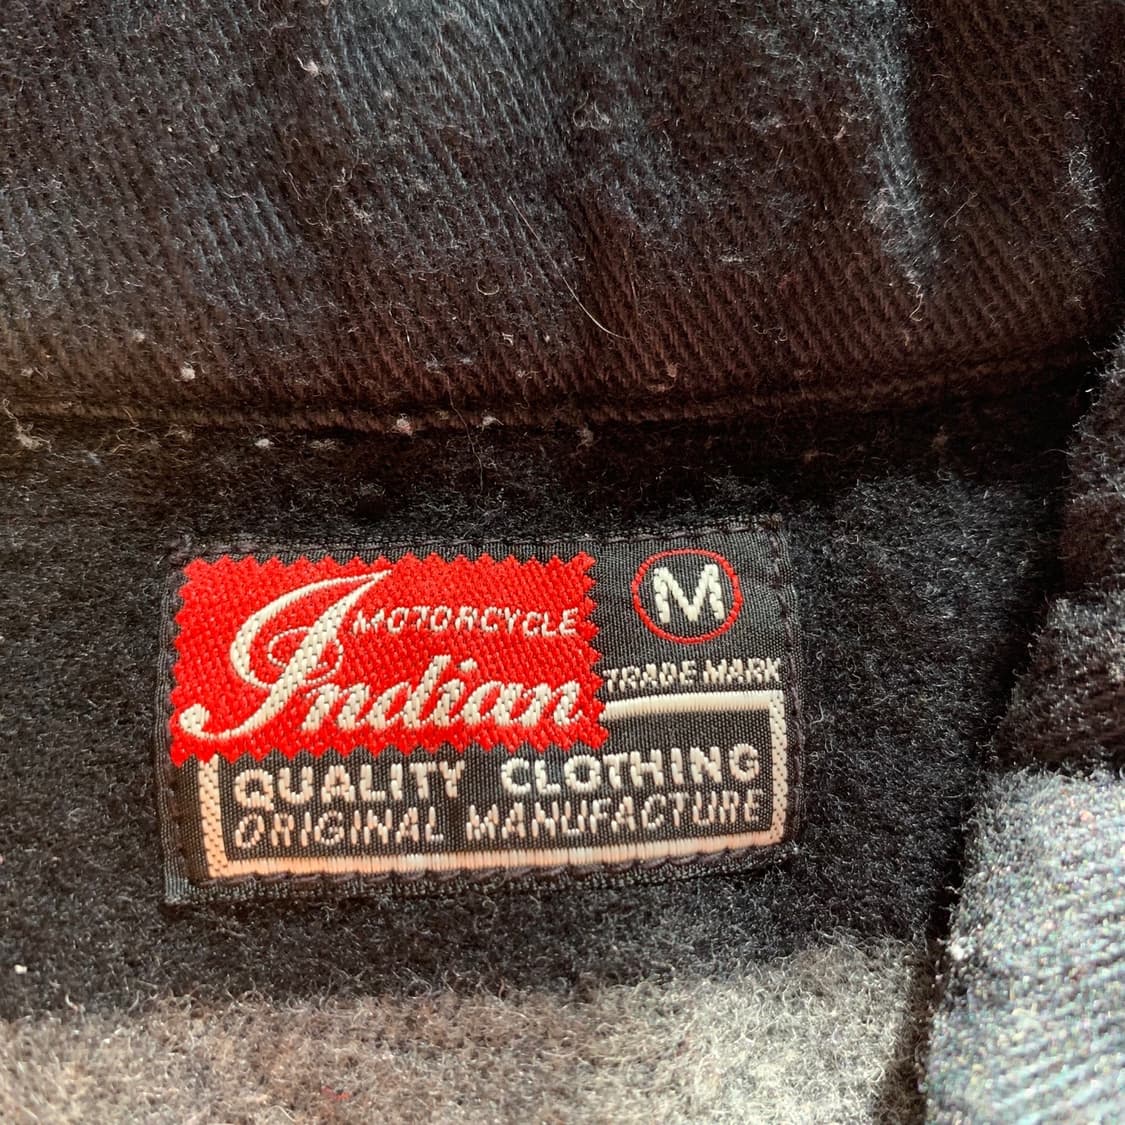 MOTORCYCLE
Indian
M
TRADE MARK
QUALITY CLOTHING
ORIGINAL MANUFACTURE